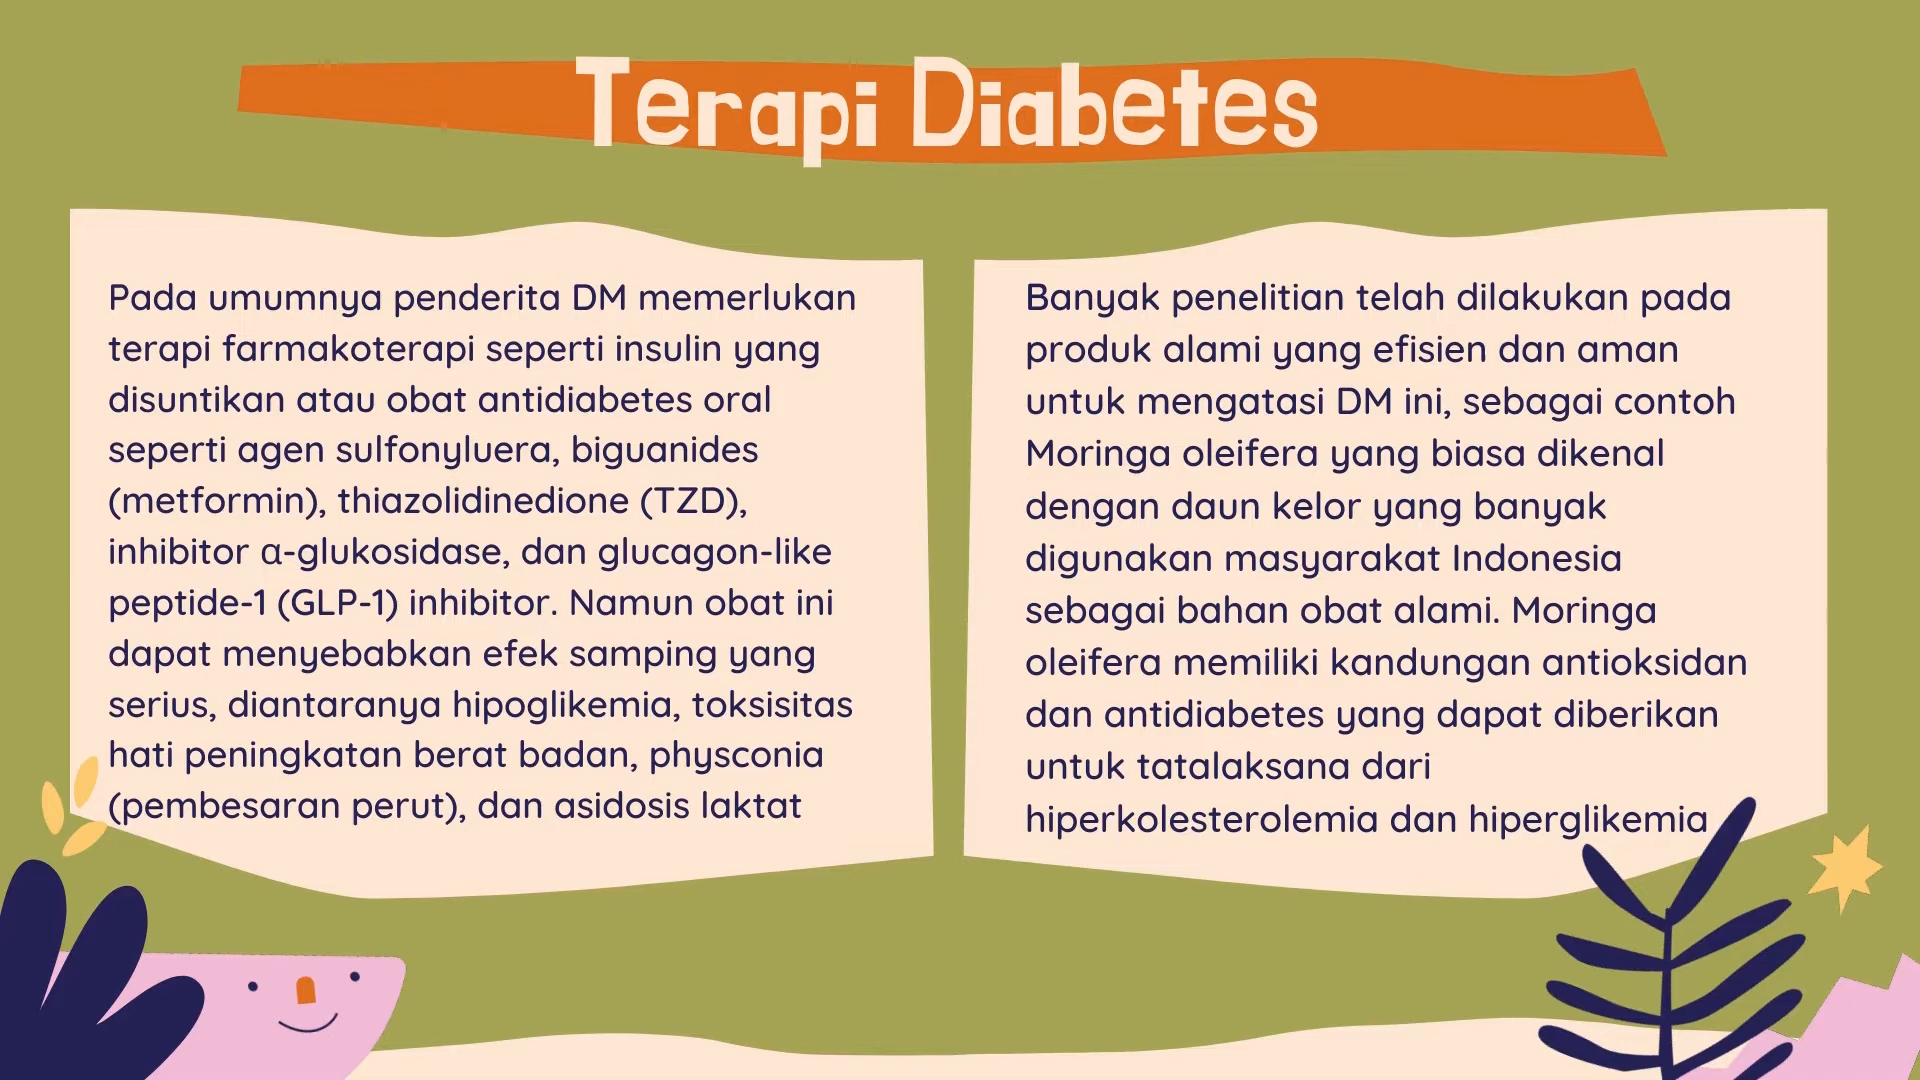 Terapi Diabetes
Pada umumnya penderita DM memerlukan
terapi farmakoterapi seperti insulin yang
disuntikan atau obat antidiabetes oral
seperti agen sulfonyluera, biguanides
(metformin), thiazolidinedione (TZD),
inhibitor α-glukosidase, dan glucagon-like
peptide-1 (GLP-1) inhibitor. Namun obat ini
dapat menyebabkan efek samping yang
serius, diantaranya hipoglikemia, toksisitas
hati peningkatan berat badan, physconia
(pembesaran perut), dan asidosis laktat
Banyak penelitian telah dilakukan pada
produk alami yang efisien dan aman
untuk mengatasi DM ini, sebagai contoh
Moringa oleifera yang biasa dikenal
dengan daun kelor yang banyak
digunakan masyarakat Indonesia
sebagai bahan obat alami. Moringa
oleifera memiliki kandungan antioksidan
dan antidiabetes yang dapat diberikan
untuk tatalaksana dari
hiperkolesterolemia dan hiperglikemia